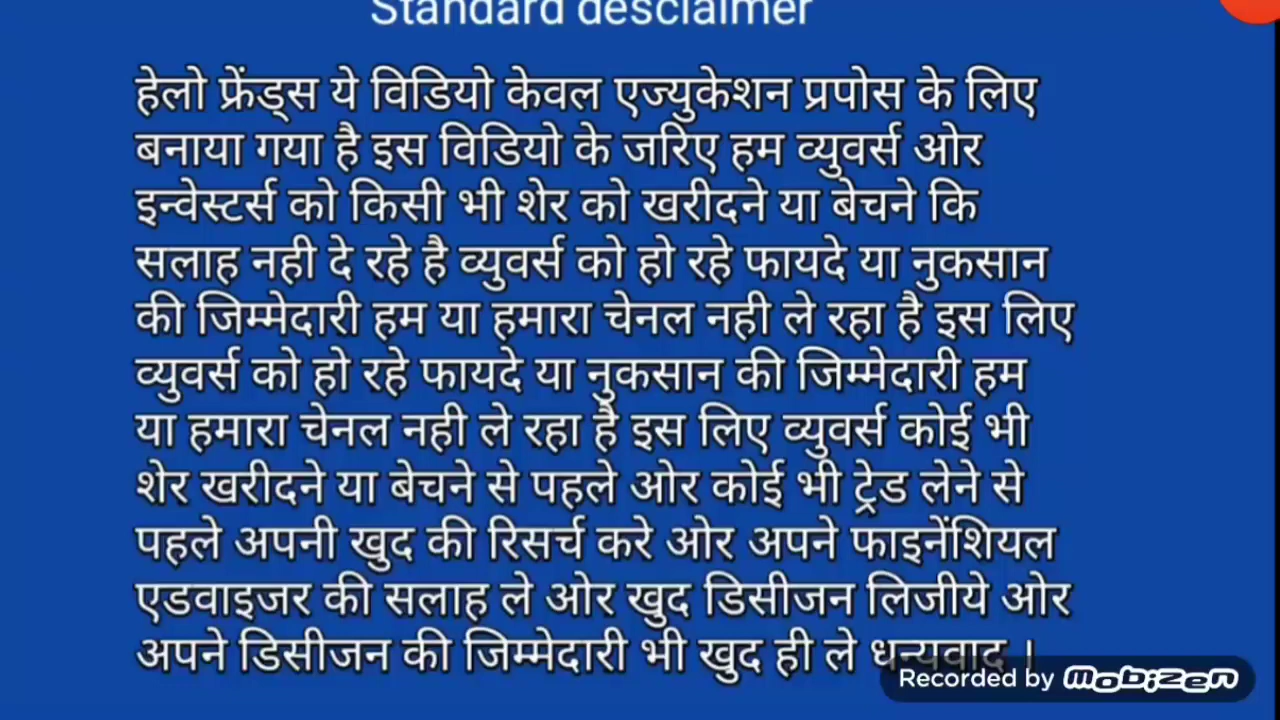 Standard desclaimer
हेलो फ्रेंड्स ये विडियो केवल एज्युकेशन प्रपोस के लिए
बनाया गया है इस विडियो के जरिए हम व्युवर्स ओर
इन्वेस्टर्स को किसी भी शेर को खरीदने या बेचने कि
सलाह नही दे रहे है व्युवर्स को हो रहे फायदे या नुकसान
की जिम्मेदारी हम या हमारा चेनल नही ले रहा है इस लिए
व्युवर्स को हो रहे फायदे या नुकसान की जिम्मेदारी हम
या हमारा चेनल नही ले रहा है इस लिए व्युवर्स कोई भी
शेर खरीदने या बेचने से पहले ओर कोई भी ट्रेड लेने से
पहले अपनी खुद की रिसर्च करे ओर अपने फाइनेंशियल
एडवाइजर की सलाह ले ओर खुद डिसीजन लिजीये ओर
अपने डिसीजन की जिम्मेदारी भी खुद ही ले धन्यवाद ।
Recorded by mobizen